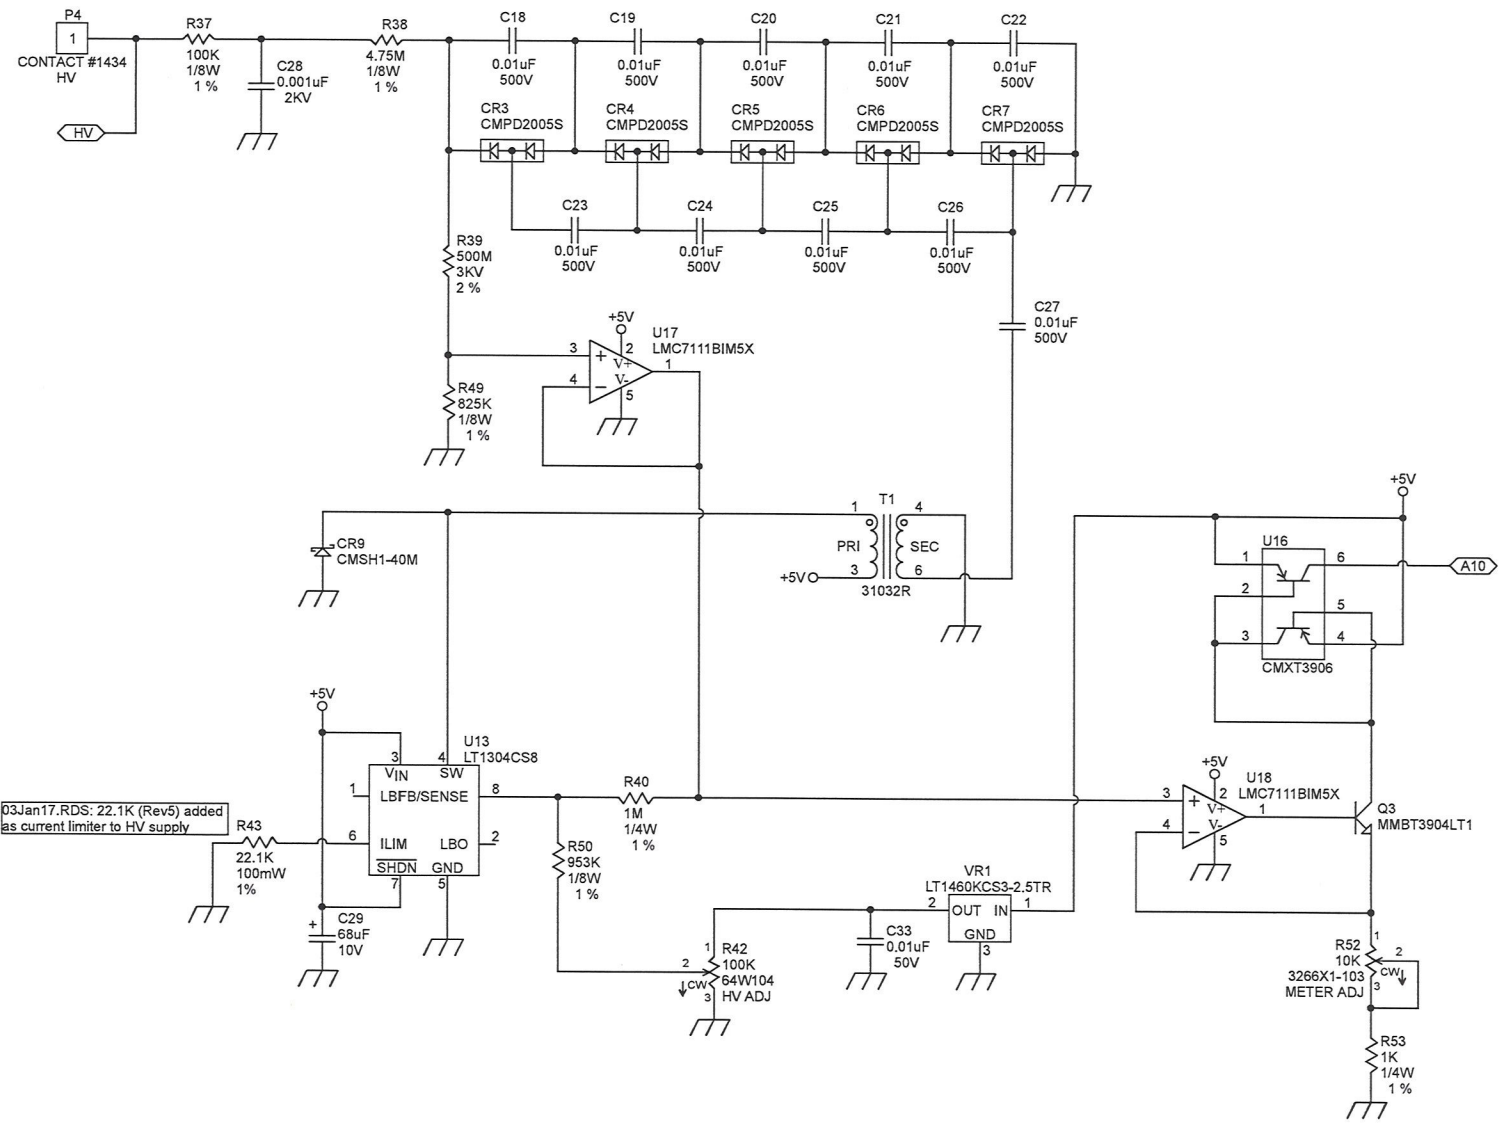 P4
1
CONTACT #1434
HV
HV
R37
100K
1/8W
1 %
C28
0.001uF
2KV
R38
4.75M
1/8W
1 %
C18
0.01uF
500V
C19
0.01uF
500V
C20
0.01uF
500V
C21
0.01uF
500V
C22
0.01uF
500V
CR3
CMPD2005S
CR4
CMPD2005S
CR5
CMPD2005S
CR6
CMPD2005S
CR7
CMPD2005S
C23
0.01uF
500V
C24
0.01uF
500V
C25
0.01uF
500V
C26
0.01uF
500V
C27
0.01uF
500V
R39
500M
3KV
2 %
+5V
U17
LMC7111BIM5X
3
+
2
V+
1
4
−
V-
5
R49
825K
1/8W
1 %
CR9
CMSH1-40M
T1
1
4
PRI
SEC
+5V
3
6
31032R
+5V
U16
1
6
A10
2
5
3
4
CMXT3906
+5V
U13
LT1304CS8
3
4
VIN
SW
1
LBFB/SENSE
8
6
ILIM
LBO
2
SHDN
GND
7
5
03Jan17.RDS: 22.1K (Rev5) added
as current limiter to HV supply
R43
22.1K
100mW
1%
+
C29
68uF
10V
R40
1M
1/4W
1 %
R50
953K
1/8W
1 %
1
2
CW
3
R42
100K
64W104
HV ADJ
C33
0.01uF
50V
VR1
LT1460KCS3-2.5TR
2
OUT
IN
1
GND
3
+5V
U18
LMC7111BIM5X
3
+
2
V+
1
4
−
V-
5
Q3
MMBT3904LT1
1
R52
10K
3266X1-103
METER ADJ
2
CW
3
R53
1K
1/4W
1 %